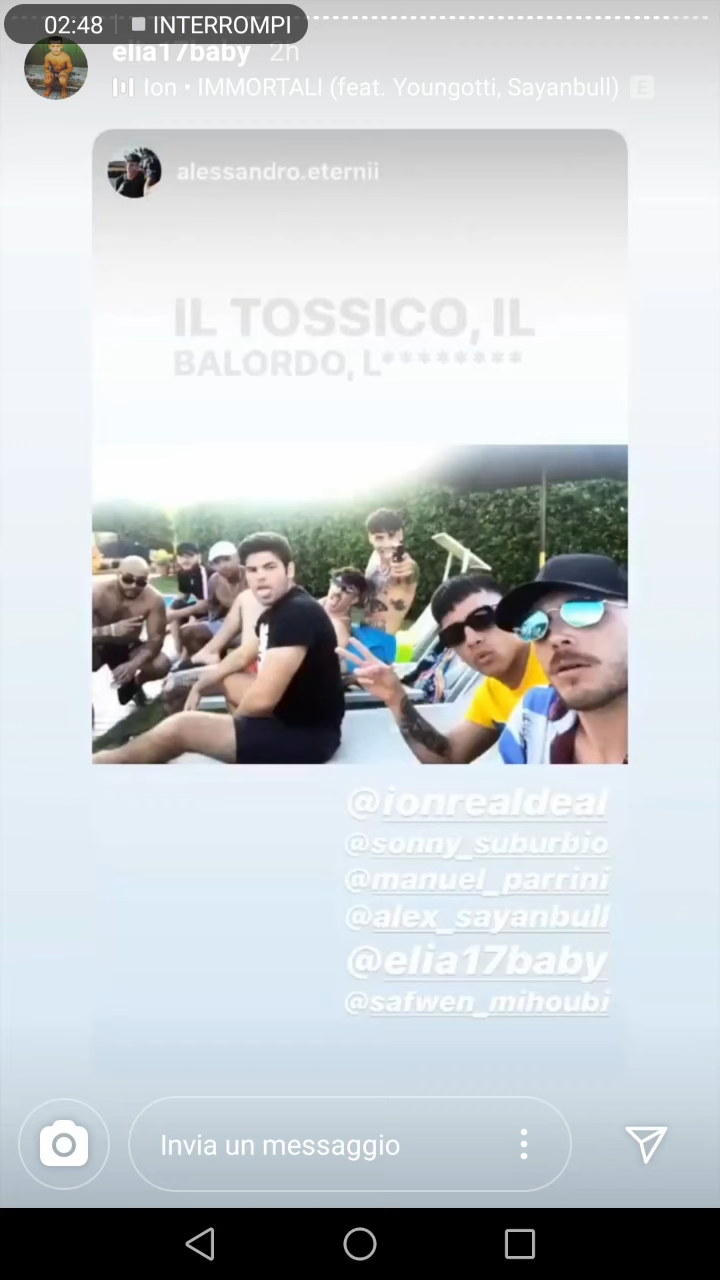 02:48 INTERROMPI
elia17baby 2h
Ion • IMMORTALI (feat. Youngotti, Sayanbull) E
alessandro.eternii
IL TOSSICO, IL
BALORDO, L********
@ionrealdeal
@sonny_suburbio
@manuel_parrini
@alex_sayanbull
@elia17baby
@safwen_mihoubi
Invia un messaggio